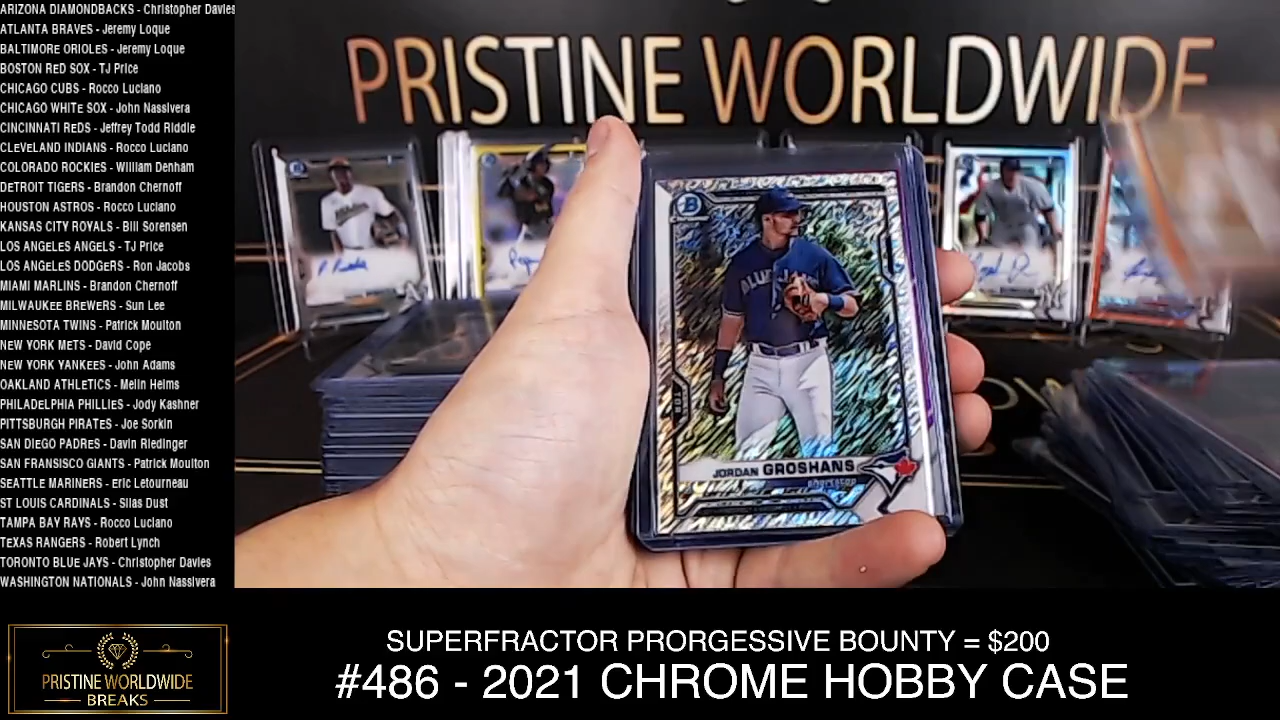 ARIZONA DIAMONDBACKS - Christopher Davies
ATLANTA BRAVES - Jeremy Loque
BALTIMORE ORIOLES - Jeremy Loque
BOSTON RED SOX - TJ Price
CHICAGO CUBS - Rocco Luciano
CHICAGO WHITE SOX - John Nassivera
CINCINNATI REDS - Jeffrey Todd Riddle
CLEVELAND INDIANS - Rocco Luciano
COLORADO ROCKIES - William Denham
DETROIT TIGERS - Brandon Chernoff
HOUSTON ASTROS - Rocco Luciano
KANSAS CITY ROYALS - Bill Sorensen
LOS ANGELES ANGELS - TJ Price
LOS ANGELES DODGERS - Ron Jacobs
MIAMI MARLINS - Brandon Chernoff
MILWAUKEE BREWERS - Sun Lee
MINNESOTA TWINS - Patrick Moulton
NEW YORK METS - David Cope
NEW YORK YANKEES - John Adams
OAKLAND ATHLETICS - Melin Helms
PHILADELPHIA PHILLIES - Jody Kashner
PITTSBURGH PIRATES - Joe Sorkin
SAN DIEGO PADRES - Davin Riedinger
SAN FRANSISCO GIANTS - Patrick Moulton
SEATTLE MARINERS - Eric Letourneau
ST LOUIS CARDINALS - Silas Dust
TAMPA BAY RAYS - Rocco Luciano
TEXAS RANGERS - Robert Lynch
TORONTO BLUE JAYS - Christopher Davies
WASHINGTON NATIONALS - John Nassivera
PRISTINE WORLDWIDE
B
Chrome
BLUE
TOR
JORDAN GROSHANS
shortstop
PRISTINE WORLDWIDE
BREAKS
SUPERFRACTOR PRORGESSIVE BOUNTY = $200
#486 - 2021 CHROME HOBBY CASE